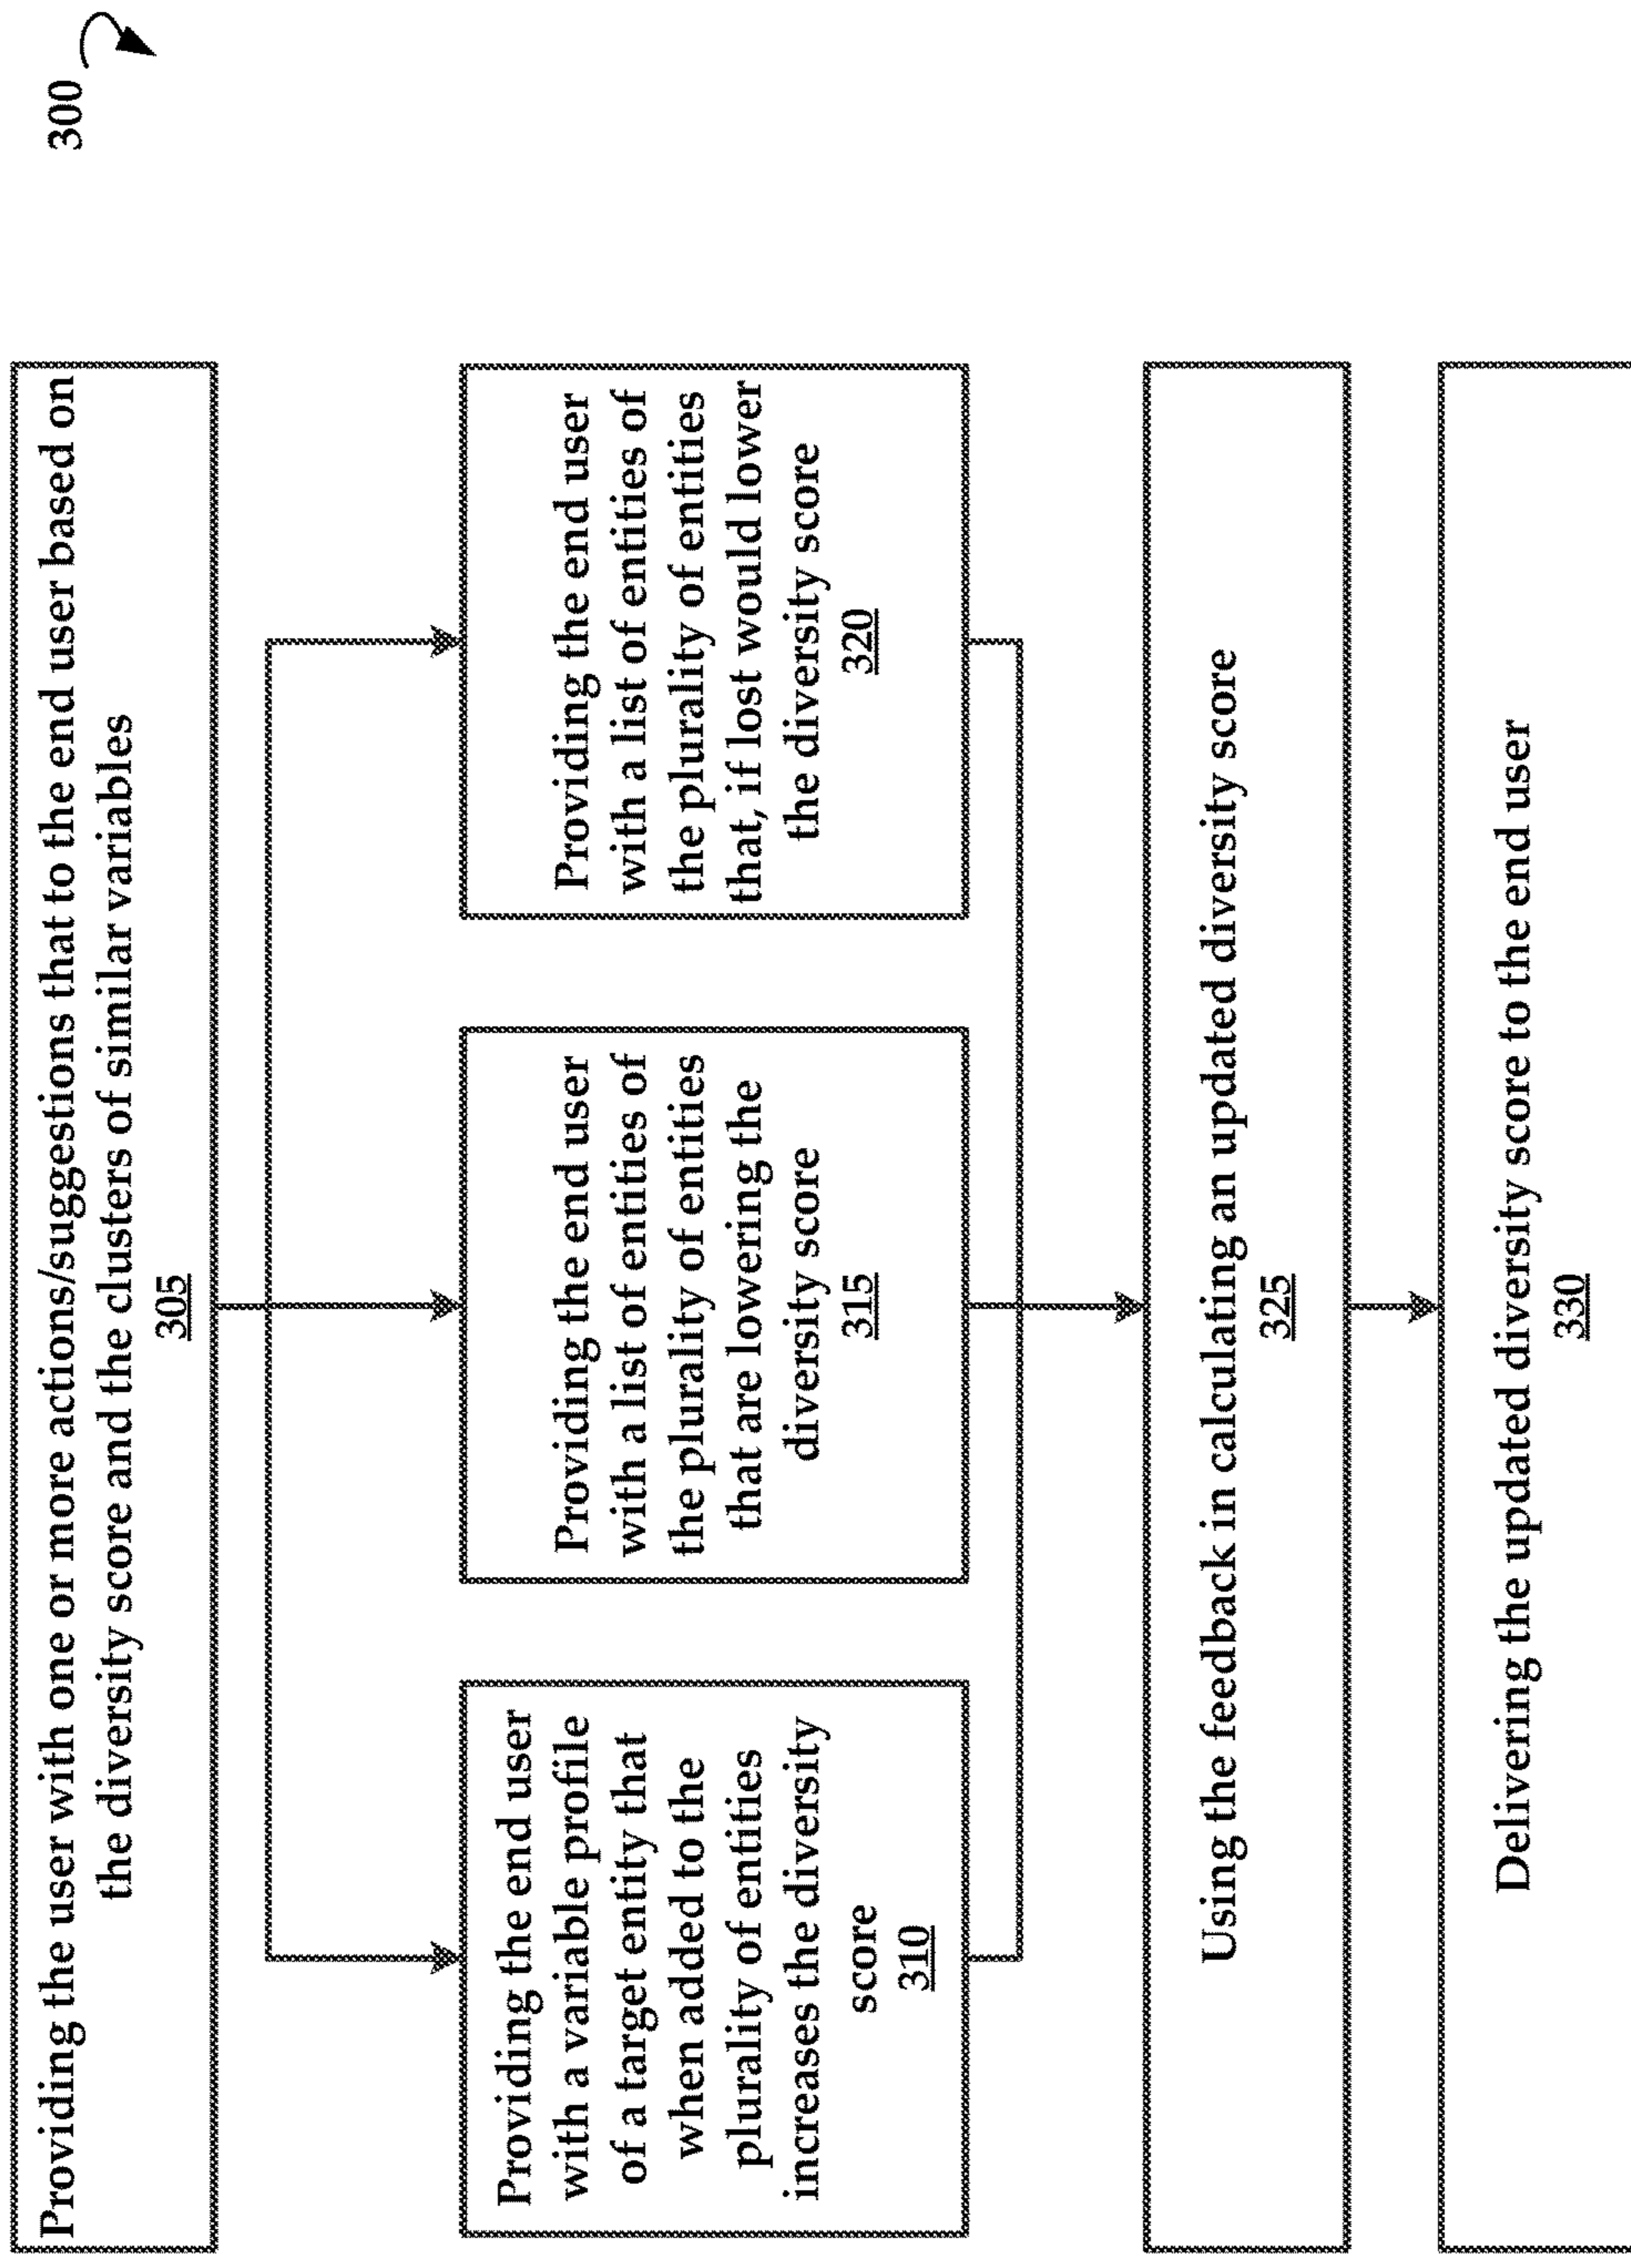 300
Providing the user with one or more actions/suggestions that to the end user based on
the diversity score and the clusters of similar variables
305
Providing the end user
with a variable profile
of a target entity that
when added to the
plurality of entities
increases the diversity
score
310
Providing the end user
with a list of entities of
the plurality of entities
that are lowering the
diversity score
315
Providing the end user
with a list of entities of
the plurality of entities
that, if lost would lower
the diversity score
320
Using the feedback in calculating an updated diversity score
325
Delivering the updated diversity score to the end user
330